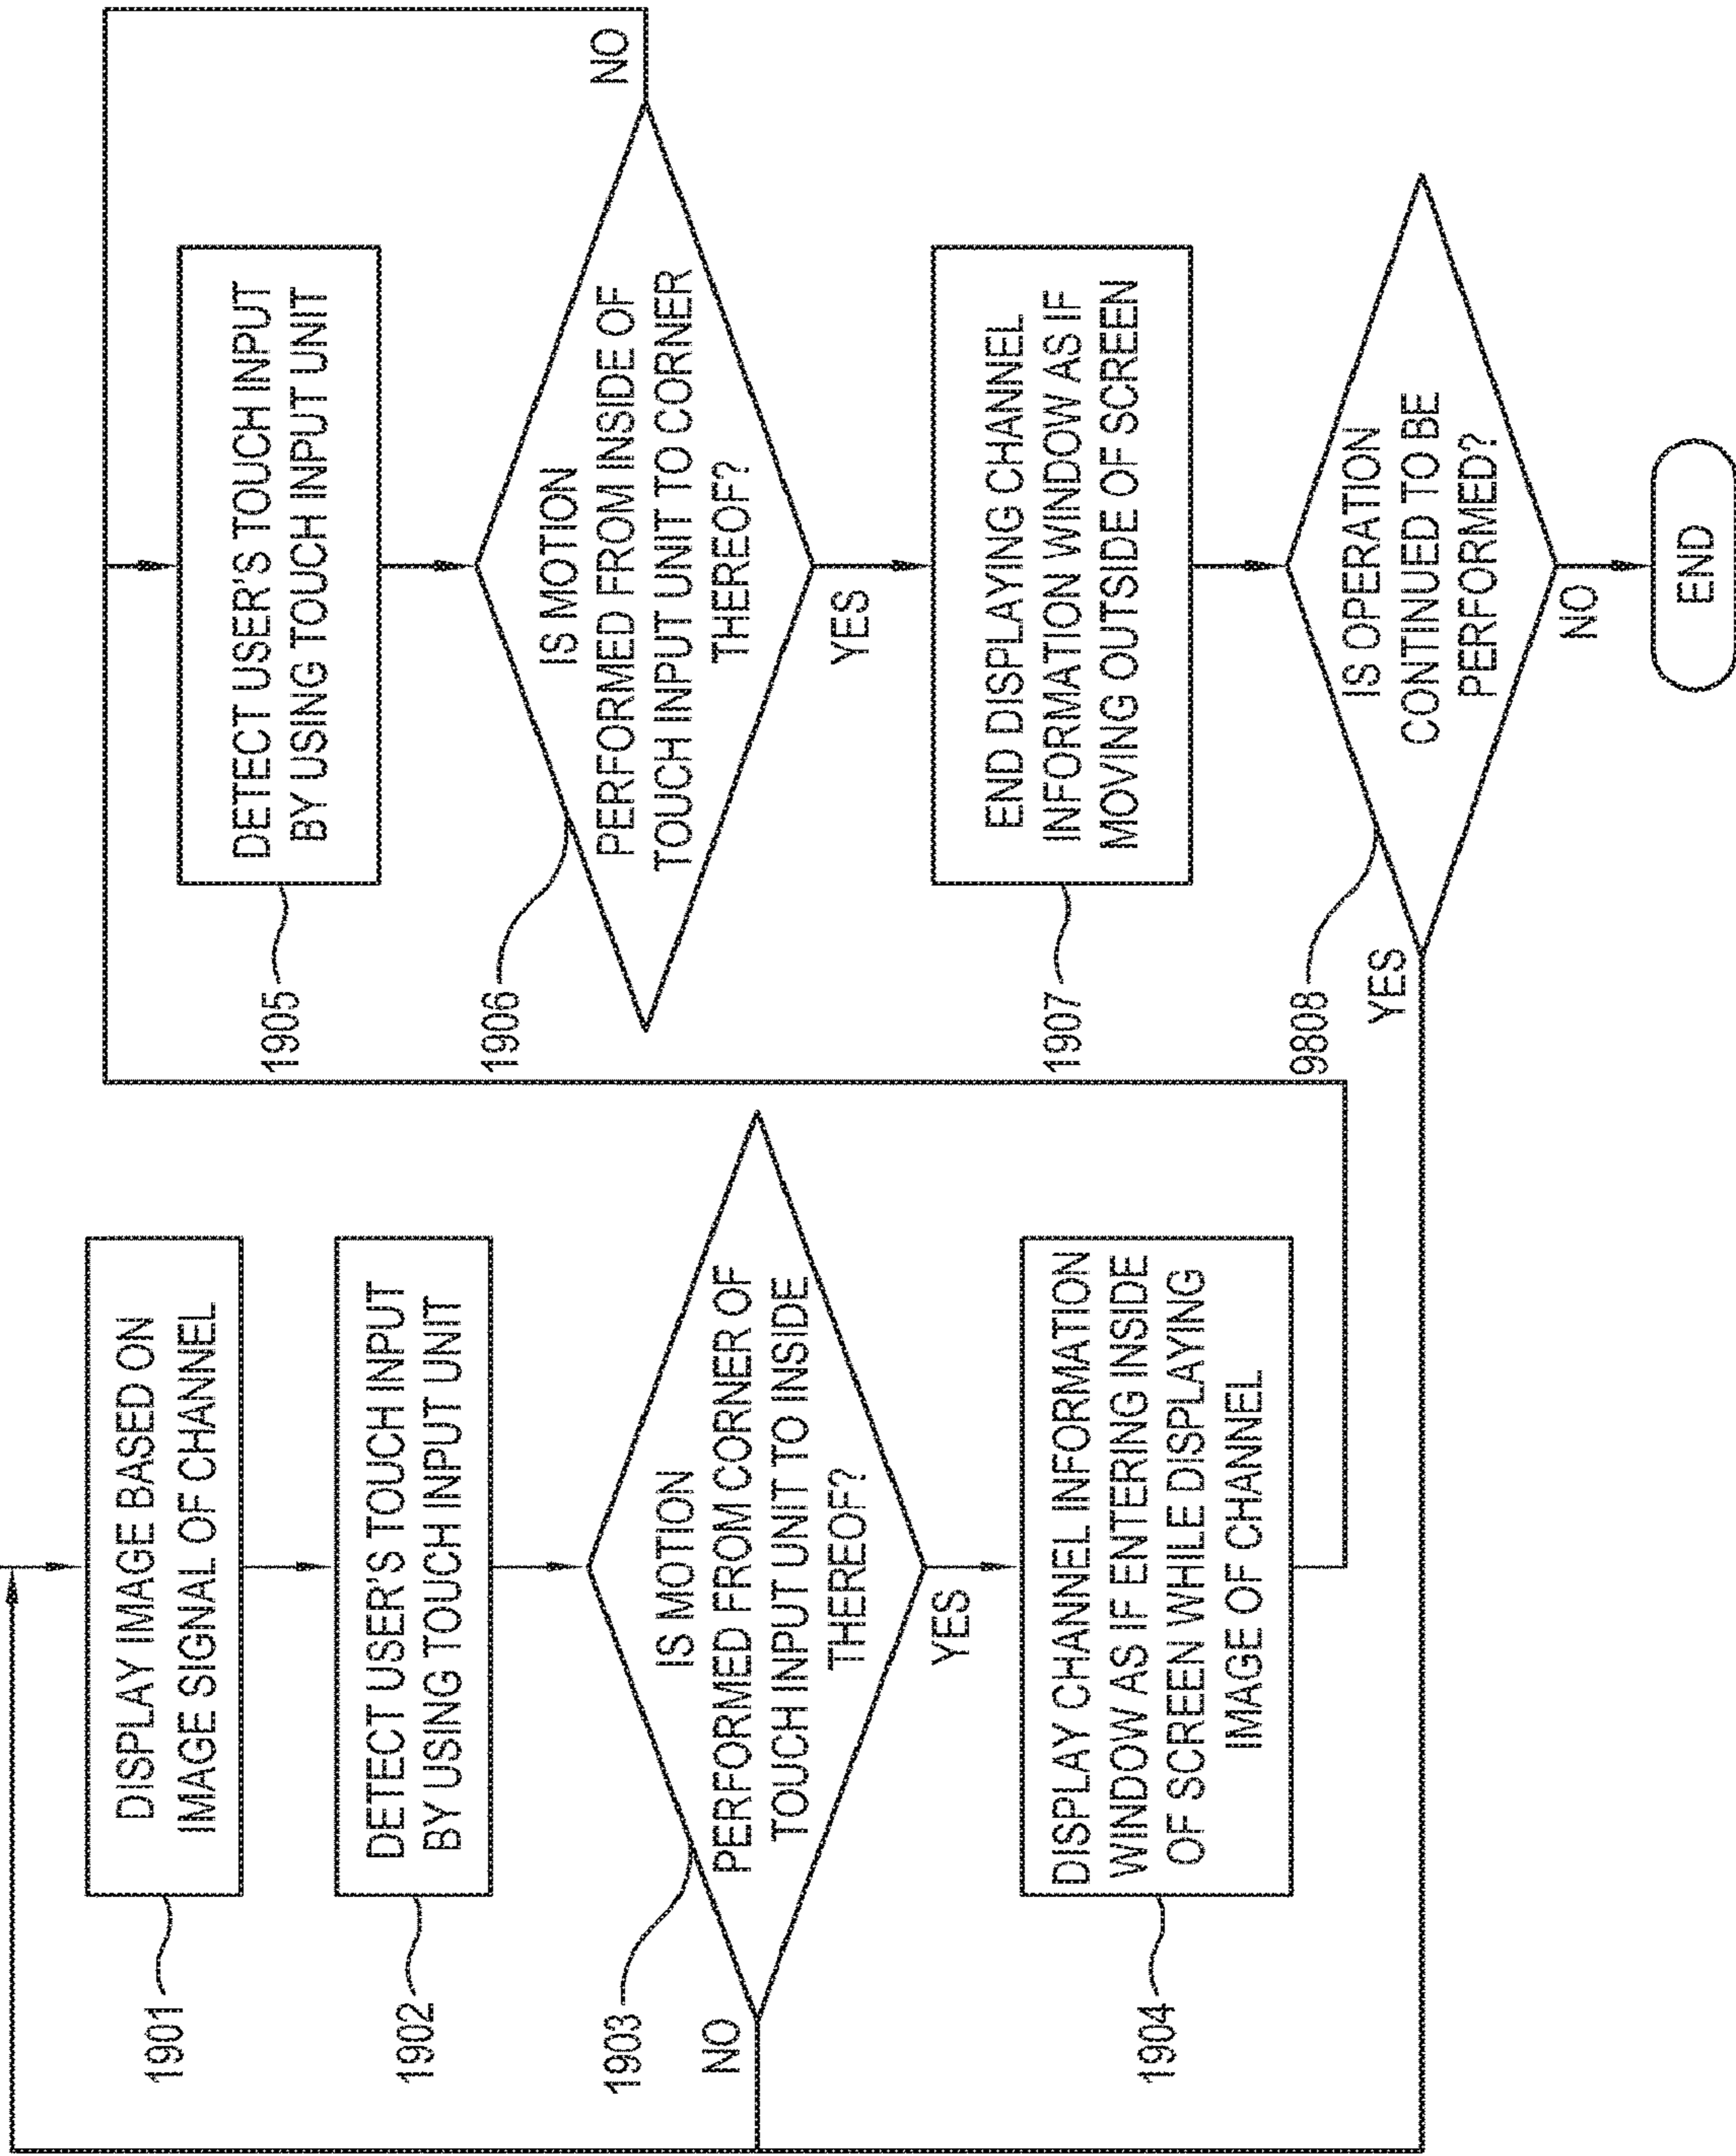 1901
DISPLAY IMAGE BASED ON
IMAGE SIGNAL OF CHANNEL
1902
DETECT USER'S TOUCH INPUT
BY USING TOUCH INPUT UNIT
1903
IS MOTION
PERFORMED FROM CORNER OF
TOUCH INPUT UNIT TO INSIDE
THEREOF?
NO
YES
1904
DISPLAY CHANNEL INFORMATION
WINDOW AS IF ENTERING INSIDE
OF SCREEN WHILE DISPLAYING
IMAGE OF CHANNEL
1905
DETECT USER'S TOUCH INPUT
BY USING TOUCH INPUT UNIT
1906
IS MOTION
PERFORMED FROM INSIDE OF
TOUCH INPUT UNIT TO CORNER
THEREOF?
NO
YES
1907
END DISPLAYING CHANNEL
INFORMATION WINDOW AS IF
MOVING OUTSIDE OF SCREEN
9808
IS OPERATION
CONTINUED TO BE
PERFORMED?
YES
NO
END